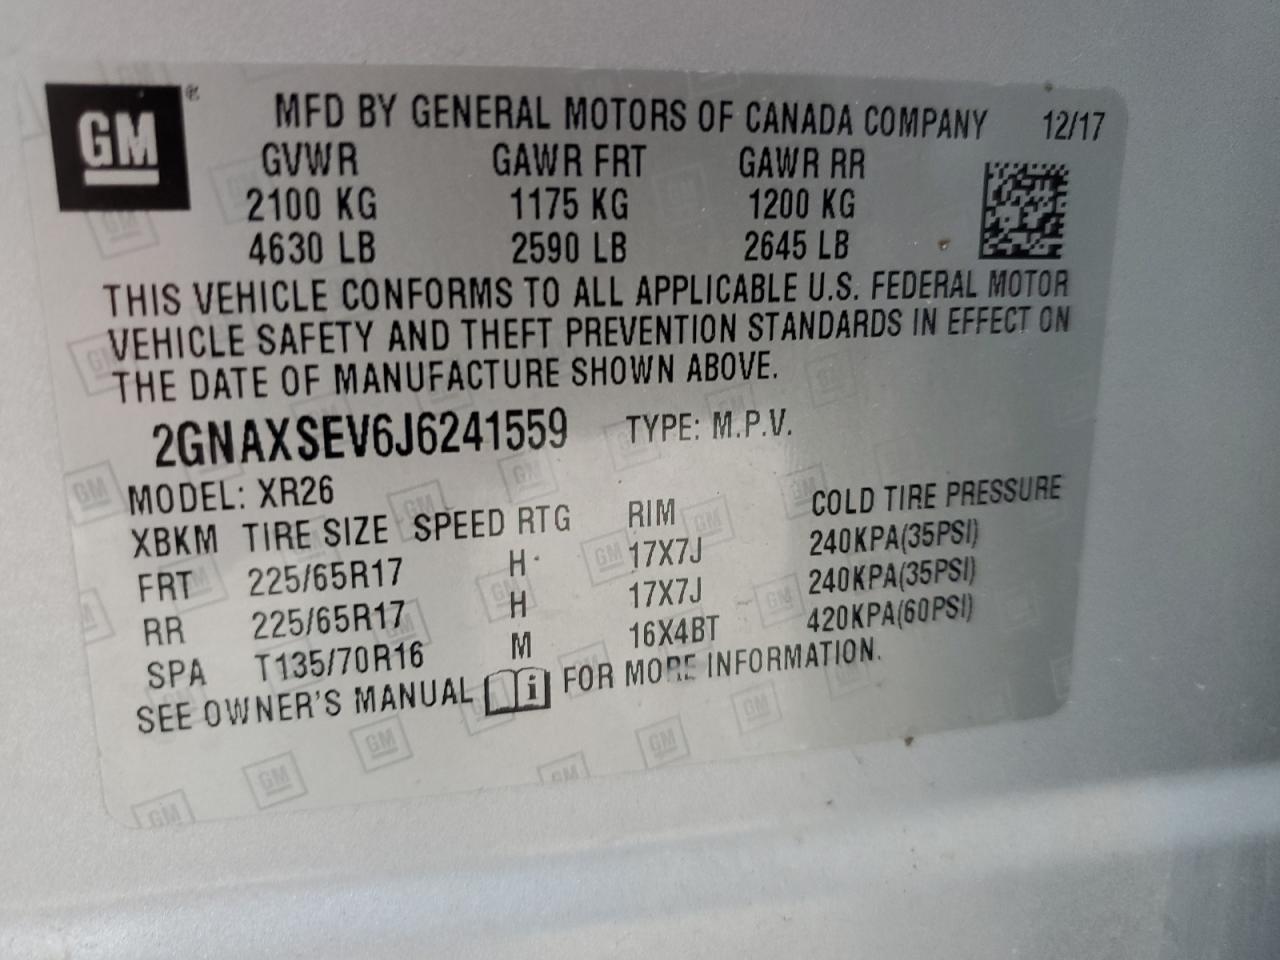 GM
MFD BY GENERAL MOTORS OF CANADA COMPANY 12/17
GVWR GAWR FRT GAWR RR
2100 KG 1175 KG 1200 KG
4630 LB 2590 LB 2645 LB
THIS VEHICLE CONFORMS TO ALL APPLICABLE U.S. FEDERAL MOTOR
VEHICLE SAFETY AND THEFT PREVENTION STANDARDS IN EFFECT ON
THE DATE OF MANUFACTURE SHOWN ABOVE.
2GNAXSEV6J6241559 TYPE: M.P.V.
MODEL: XR26
XBKM TIRE SIZE SPEED RTG RIM COLD TIRE PRESSURE
FRT 225/65R17 H 17X7J 240KPA(35PSI)
RR 225/65R17 H 17X7J 240KPA(35PSI)
SPA T135/70R16 M 16X4BT 420KPA(60PSI)
SEE OWNER'S MANUAL i FOR MORE INFORMATION.